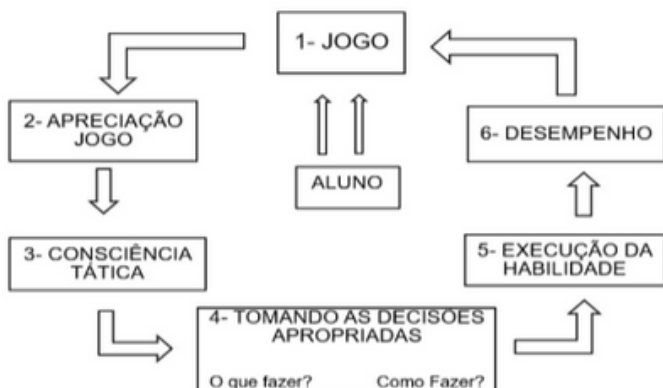 1- JOGO
2- APRECIAÇÃO
JOGO
3- CONSCIÊNCIA
TÁTICA
4- TOMANDO AS DECISÕES
APROPRIADAS
O que fazer? Como Fazer?
5- EXECUÇÃO DA
HABILIDADE
6- DESEMPENHO
ALUNO